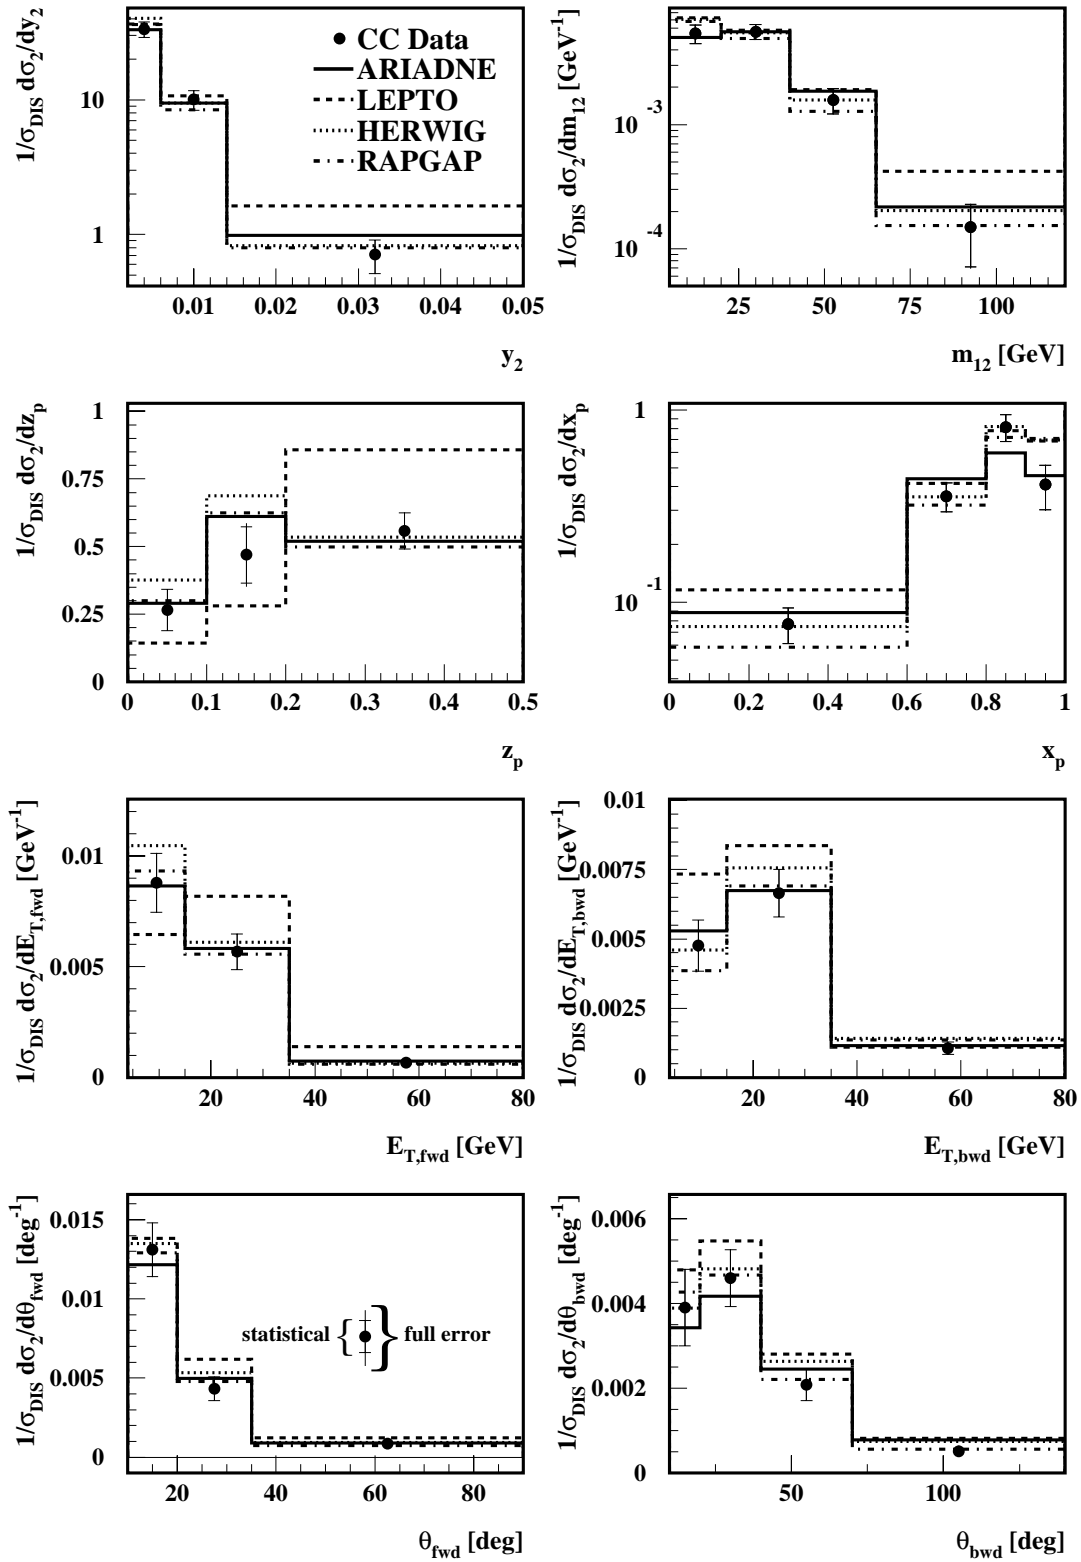 1/σDIS dσ2/dy2
10
1
CC Data
ARIADNE
LEPTO
HERWIG
RAPGAP
0.01 0.02 0.03 0.04 0.05
y2
1/σDIS dσ2/dm12 [GeV-1]
10-3
10-4
25 50 75 100
m12 [GeV]
1/σDIS dσ2/dzp
1
0.75
0.5
0.25
0
0 0.1 0.2 0.3 0.4 0.5
zp
1/σDIS dσ2/dxp
1
10-1
0 0.2 0.4 0.6 0.8 1
xp
1/σDIS dσ2/dET,fwd [GeV-1]
0.01
0.005
0
20 40 60 80
ET,fwd [GeV]
1/σDIS dσ2/dET,bwd [GeV-1]
0.01
0.0075
0.005
0.0025
0
20 40 60 80
ET,bwd [GeV]
1/σDIS dσ2/dθfwd [deg-1]
0.015
0.01
0.005
0
statistical { } full error
20 40 60 80
θfwd [deg]
1/σDIS dσ2/dθbwd [deg-1]
0.006
0.004
0.002
0
50 100
θbwd [deg]